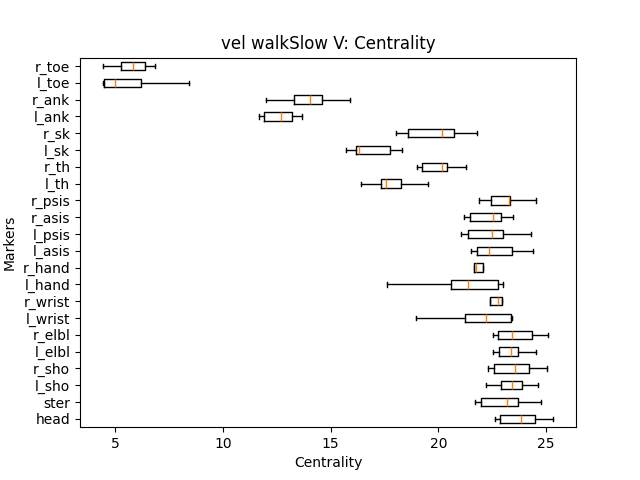 vel walkSlow V: Centrality
r_toe
l_toe
r_ank
l_ank
r_sk
l_sk
r_th
l_th
r_psis
r_asis
l_psis
l_asis
r_hand
l_hand
r_wrist
l_wrist
r_elbl
l_elbl
r_sho
l_sho
ster
head
Markers
5 10 15 20 25
Centrality